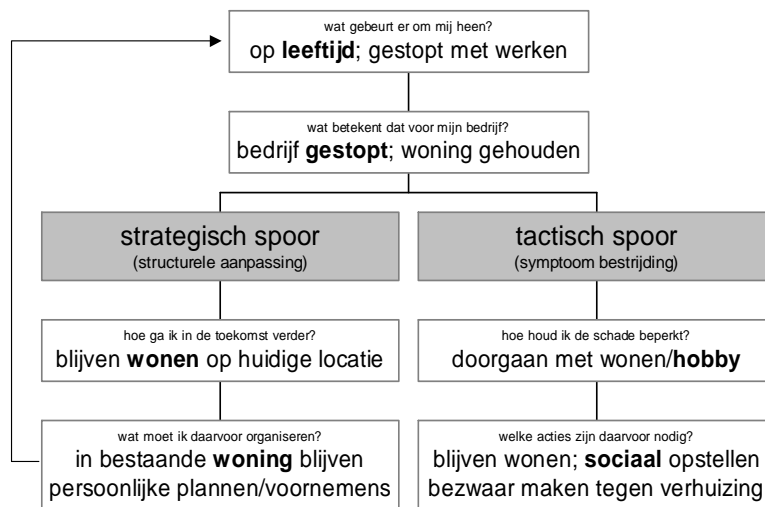 wat gebeurt er om mij heen?
op leeftijd; gestopt met werken
wat betekent dat voor mijn bedrijf?
bedrijf gestopt; woning gehouden
strategisch spoor
(structurele aanpassing)
tactisch spoor
(symptoom bestrijding)
hoe ga ik in de toekomst verder?
blijven wonen op huidige locatie
hoe houd ik de schade beperkt?
doorgaan met wonen/hobby
wat moet ik daarvoor organiseren?
in bestaande woning blijven
persoonlijke plannen/voornemens
welke acties zijn daarvoor nodig?
blijven wonen; sociaal opstellen
bezwaar maken tegen verhuizing